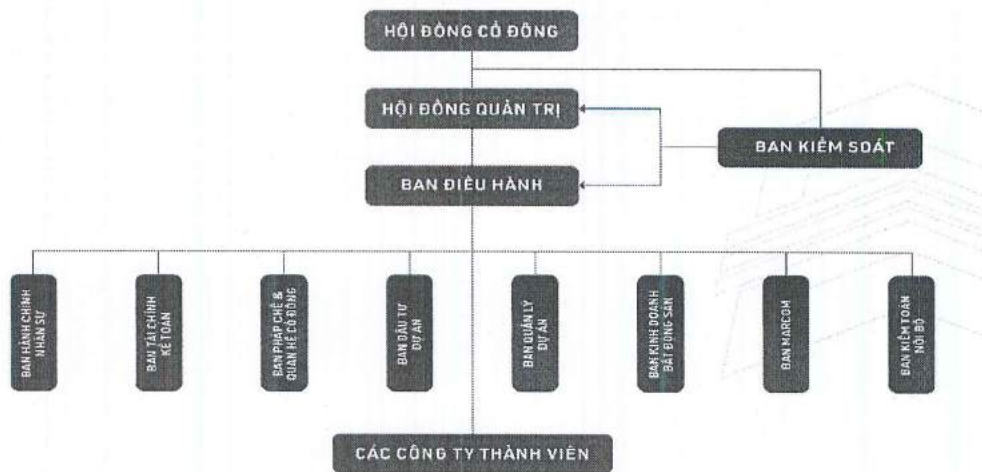 HỘI ĐỒNG CỔ ĐÔNG
HỘI ĐỒNG QUẢN TRỊ
BAN KIỂM SOÁT
BAN ĐIỀU HÀNH
BAN HÀNH CHÍNH
NHÂN SỰ
BAN TÀI CHÍNH
KẾ TOÁN
BAN PHÁP CHẾ &
QUAN HỆ CỔ ĐÔNG
BAN ĐẦU TƯ
DỰ ÁN
BAN QUẢN LÝ
DỰ ÁN
BAN KINH DOANH
BẤT ĐỘNG SẢN
BAN MARCOM
BAN KIỂM TOÁN
NỘI BỘ
CÁC CÔNG TY THÀNH VIÊN